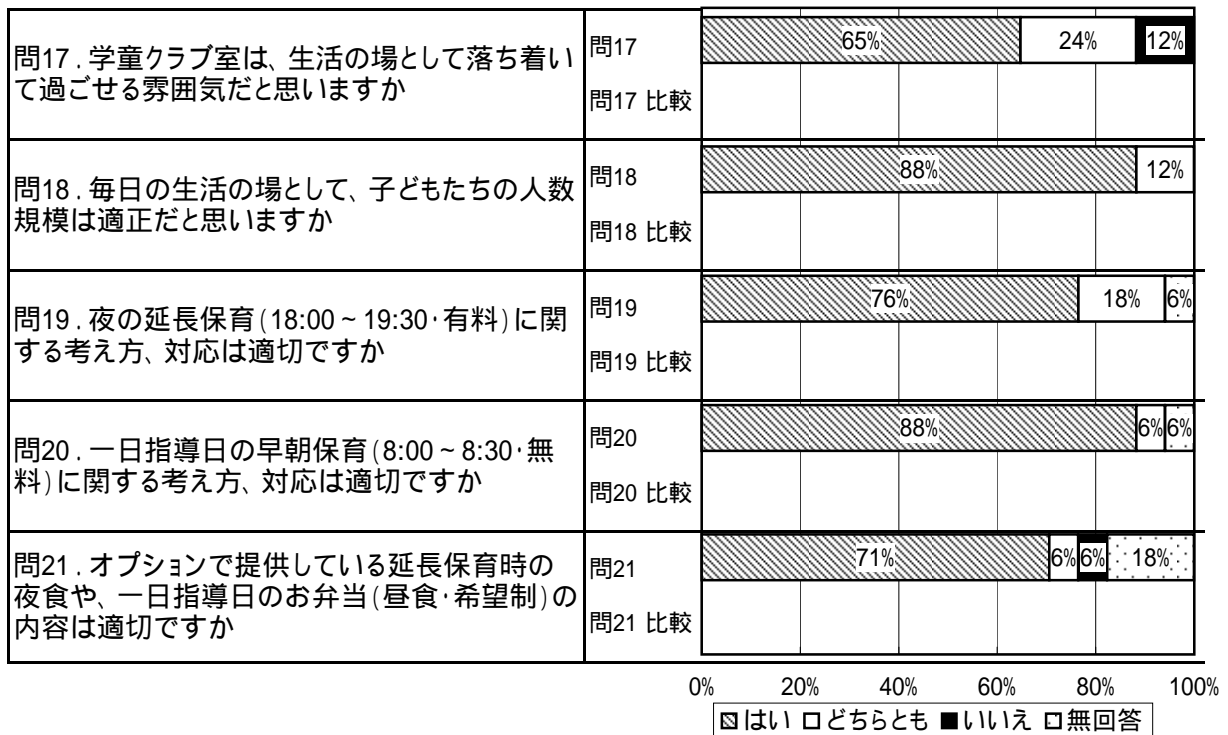 問17．学童クラブ室は、生活の場として落ち着い
て過ごせる雰囲気だと思いますか
問17
65%
24%
12%
問17 比較
問18．毎日の生活の場として、子どもたちの人数
規模は適正だと思いますか
問18
88%
12%
問18 比較
問19．夜の延長保育(18:00～19:30・有料)に関
する考え方、対応は適切ですか
問19
76%
18%
6%
問19 比較
問20．一日指導日の早朝保育(8:00～8:30・無
料)に関する考え方、対応は適切ですか
問20
88%
6%
6%
問20 比較
問21．オプションで提供している延長保育時の
夜食や、一日指導日のお弁当(昼食・希望制)の
内容は適切ですか
問21
71%
6%
6%
18%
問21 比較
0% 20% 40% 60% 80% 100%
はい どちらとも いいえ 無回答